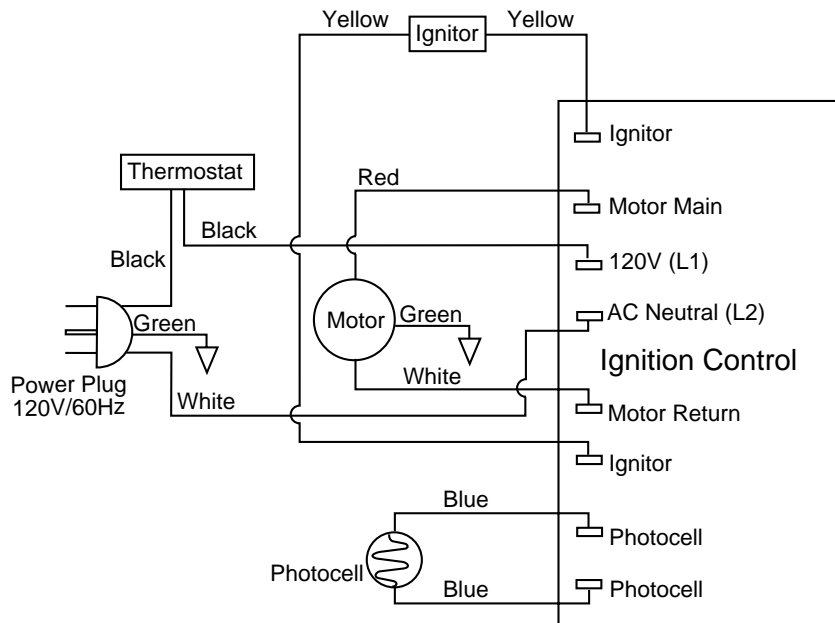 Yellow
Ignitor
Yellow
Ignitor
Thermostat
Red
Motor Main
Black
120V (L1)
Black
AC Neutral (L2)
Green
Motor
Green
Ignition Control
Power Plug
120V/60Hz
White
White
Motor Return
Ignitor
Blue
Photocell
Photocell
Blue
Photocell